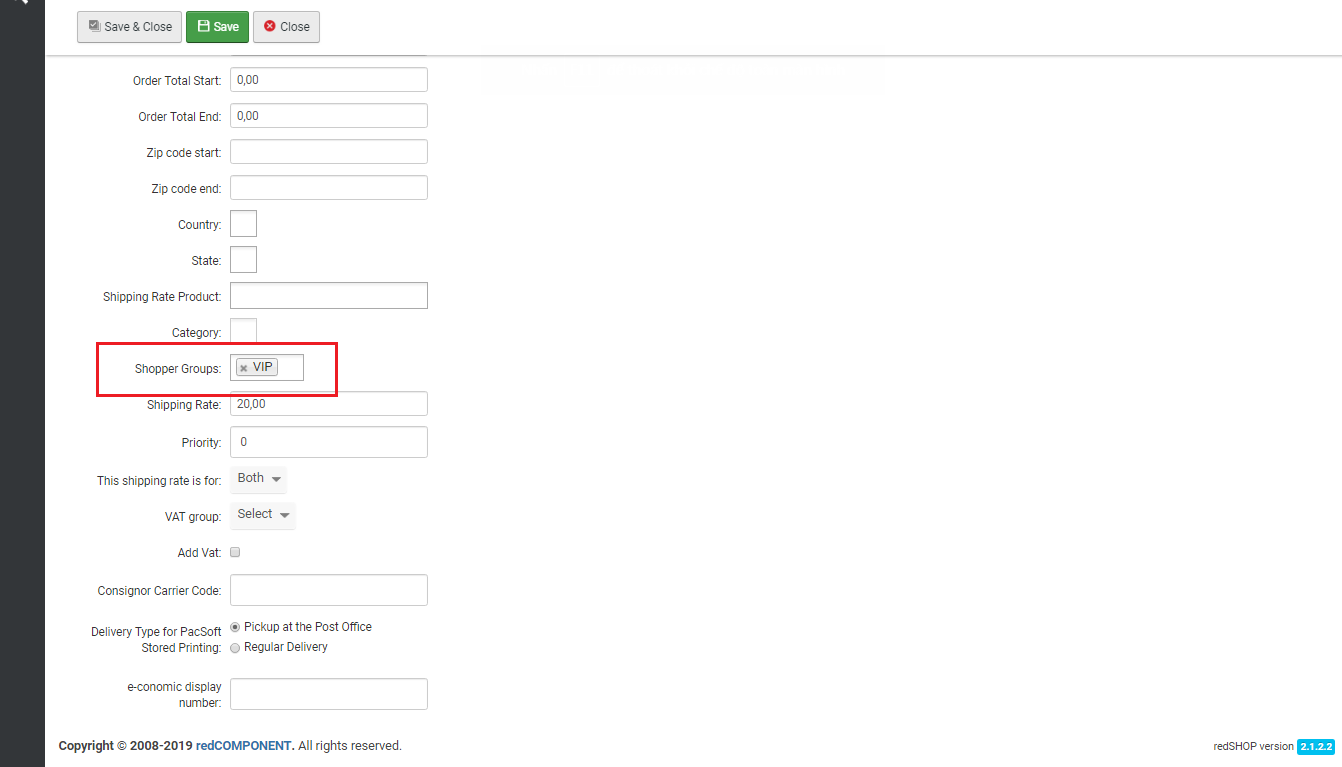 Save & Close Save Close
Order Total Start: 0,00
Order Total End: 0,00
Zip code start:
Zip code end:
Country:
State:
Shipping Rate Product:
Category:
Shopper Groups: VIP
Shipping Rate: 20,00
Priority: 0
This shipping rate is for: Both
VAT group: Select
Add Vat:
Consignor Carrier Code:
Delivery Type for PacSoft
Stored Printing:
Pickup at the Post Office
Regular Delivery
e-conomic display
number:
Copyright © 2008-2019 redCOMPONENT. All rights reserved.
redSHOP version 2.1.2.2